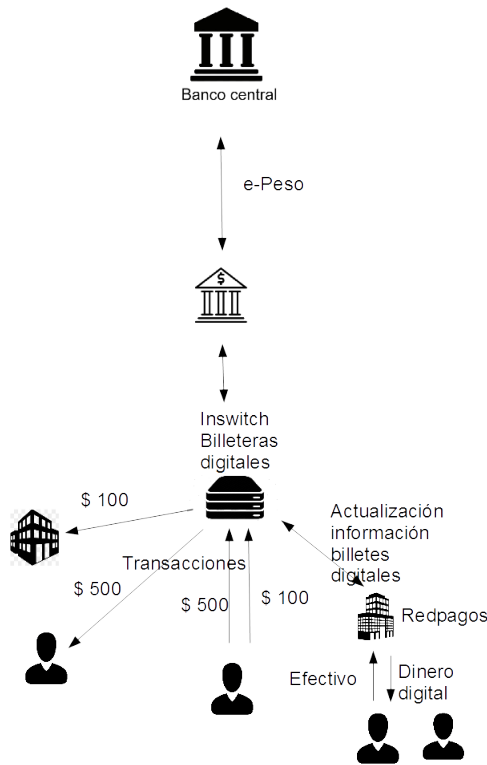 Banco central
e-Peso
$
Inswitch
Billeteras
digitales
$ 100
Actualización
información
billetes
digitales
Transacciones
$ 500
$ 500
$ 100
Redpagos
Efectivo
Dinero
digital